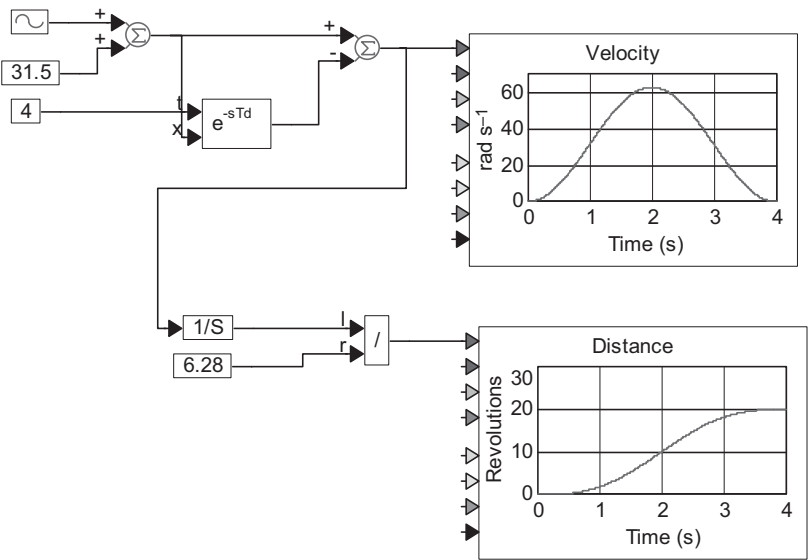 +
Σ
+
31.5
4
t
x
e^-sTd
+
Σ
-
Velocity
rad s⁻¹
60
40
20
0
0 1 2 3 4
Time (s)
1/S
6.28
l
r
/
Distance
Revolutions
30
20
10
0
0 1 2 3 4
Time (s)